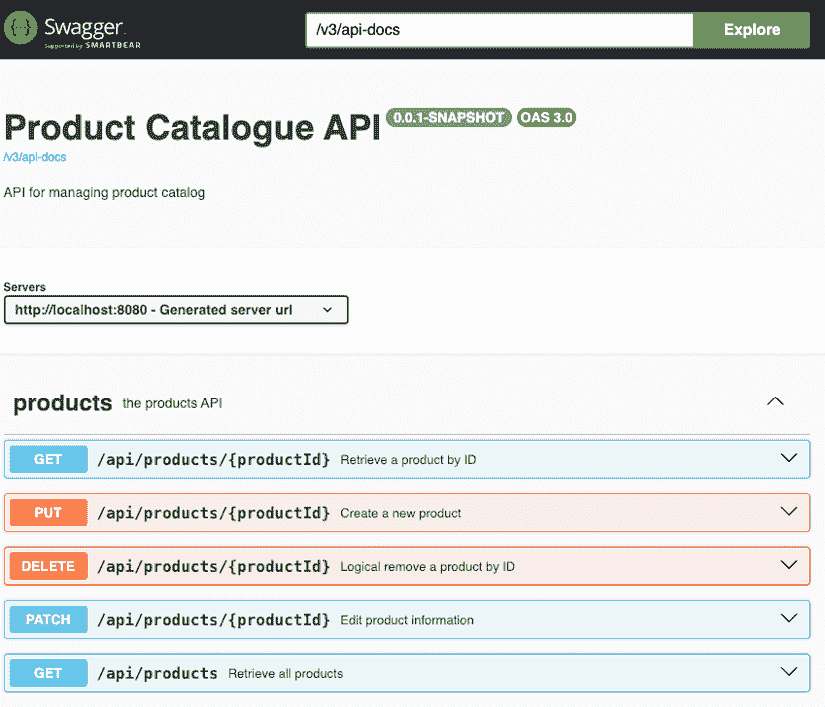 Swagger.
Supported by SMARTBEAR
/v3/api-docs
Explore
Product Catalogue API 0.0.1-SNAPSHOT OAS 3.0
/v3/api-docs
API for managing product catalog
Servers
http://localhost:8080 - Generated server url
products the products API
GET /api/products/{productId} Retrieve a product by ID
PUT /api/products/{productId} Create a new product
DELETE /api/products/{productId} Logical remove a product by ID
PATCH /api/products/{productId} Edit product information
GET /api/products Retrieve all products